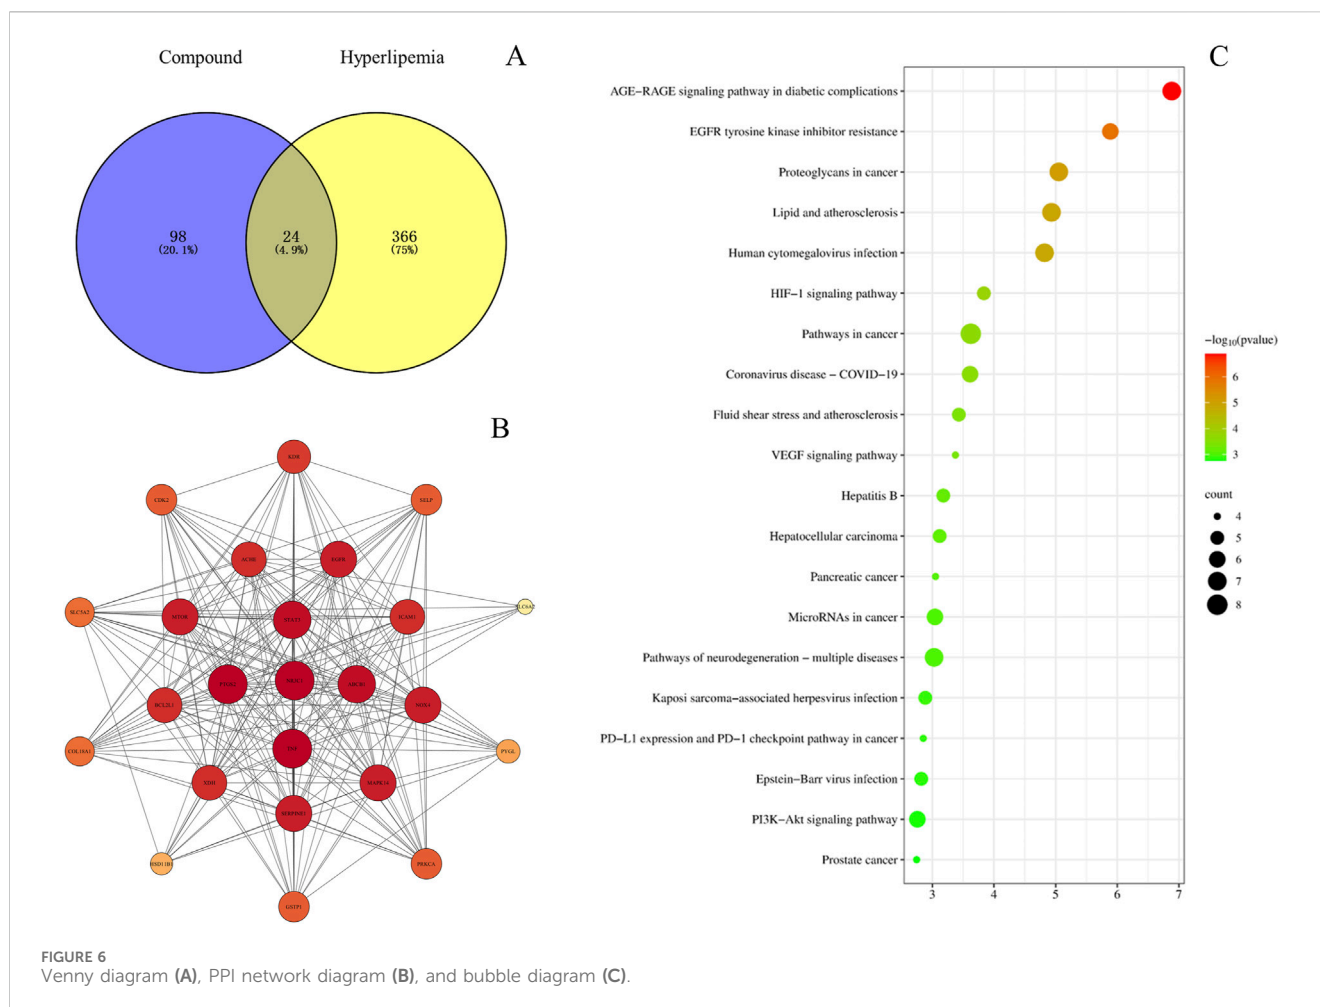 Compound
Hyperlipemia
A
98
(20.1%)
24
(4.9%)
366
(75%)
B
KDR
CDK2
SELP
ACHE
EGFR
SLC5A2
MTOR
STAT3
ICAM1
SLC6A2
PTGS2
NR3C1
ABCB1
BCL2L1
NOX4
COL18A1
PYGL
MAPK14
SERPINE1
HSD11B1
PRKCA
GSTP1
C
AGE-RAGE signaling pathway in diabetic complications
EGFR tyrosine kinase inhibitor resistance
Proteoglycans in cancer
Lipid and atherosclerosis
Human cytomegalovirus infection
HIF-1 signaling pathway
Pathways in cancer
Coronavirus disease - COVID-19
Fluid shear stress and atherosclerosis
VEGF signaling pathway
Hepatitis B
Hepatocellular carcinoma
Pancreatic cancer
MicroRNAs in cancer
Pathways of neurodegeneration - multiple diseases
Kaposi sarcoma-associated herpesvirus infection
PD-L1 expression and PD-1 checkpoint pathway in cancer
Epstein-Barr virus infection
PI3K-Akt signaling pathway
Prostate cancer
3 4 5 6 7
-log10(pvalue)
6
5
4
3
count
4
5
6
7
8
FIGURE 6
Venny diagram (A), PPI network diagram (B), and bubble diagram (C).